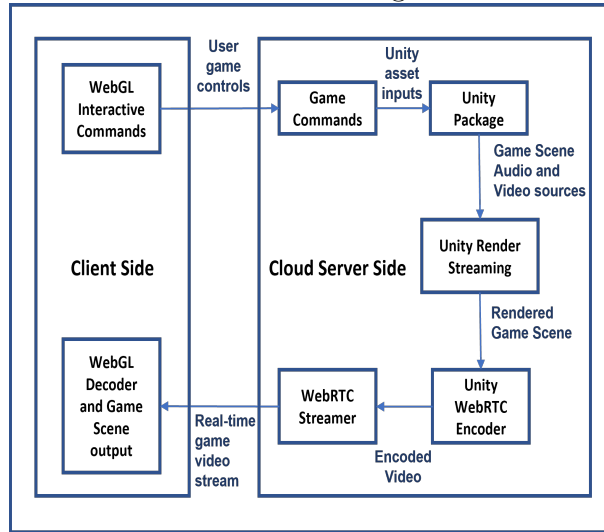 WebGL
Interactive
Commands
User
game
controls
Game
Commands
Unity
asset
inputs
Unity
Package
Game Scene
Audio and
Video sources
Client Side
Cloud Server Side
Unity Render
Streaming
Rendered
Game Scene
WebGL
Decoder
and Game
Scene
output
Real-time
game
video
stream
WebRTC
Streamer
Encoded
Video
Unity
WebRTC
Encoder